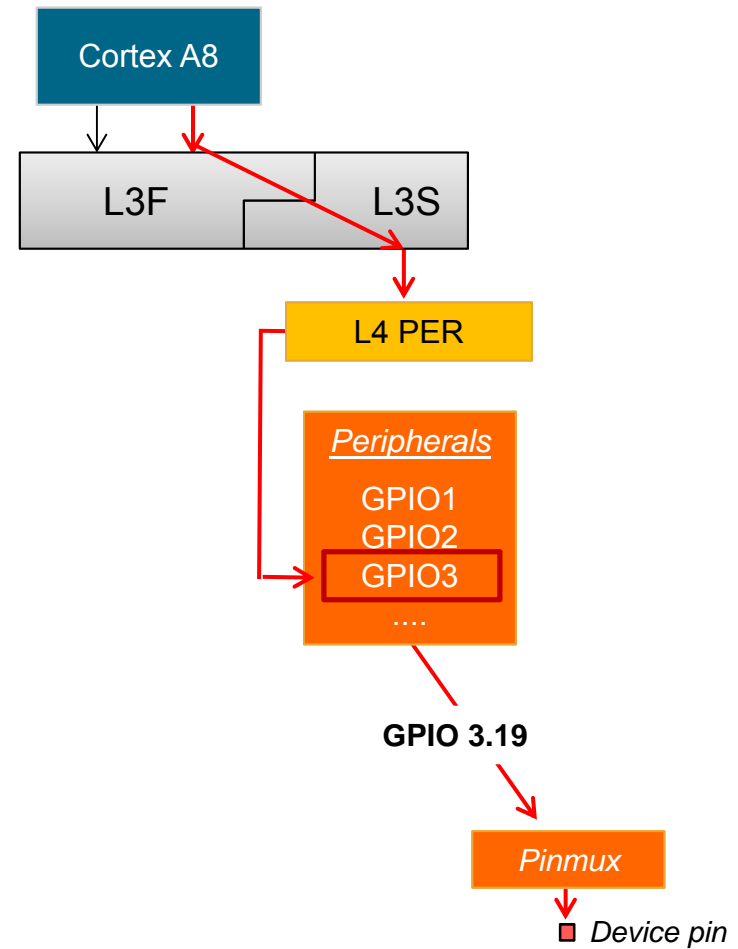 Cortex A8
L3F
L3S
L4 PER
Peripherals
GPIO1
GPIO2
GPIO3
....
GPIO 3.19
Pinmux
Device pin